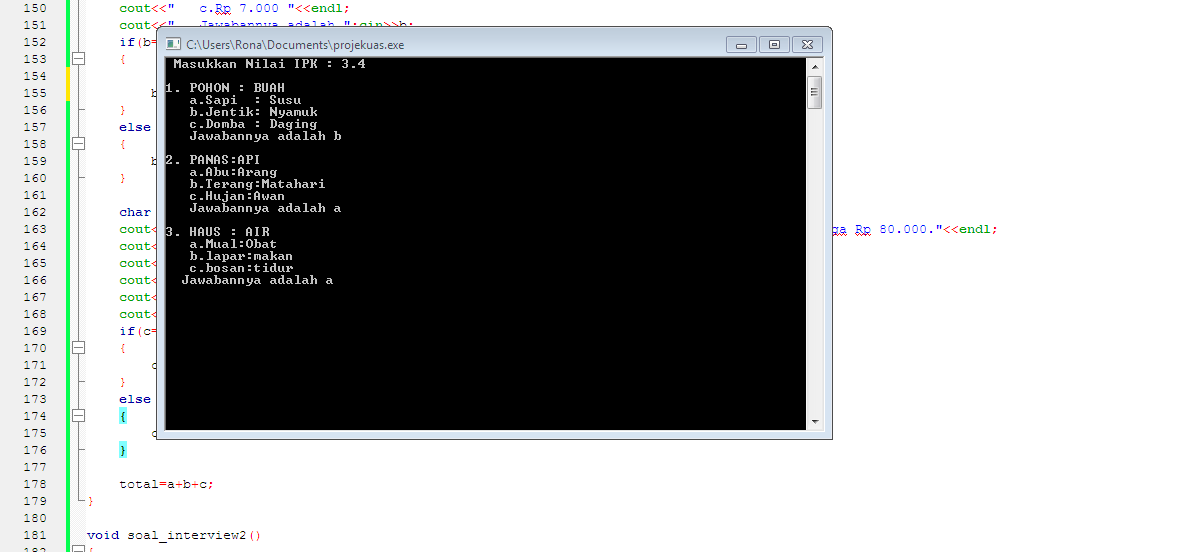 150 cout<<" c.Rp 7.000 "<<endl;
151 cout<<" Jawabannya adalah ";cin>>b;
C:\Users\Rona\Documents\projekuas.exe
152 if(b=
Masukkan Nilai IPK : 3.4
153 {
154
1. POHON : BUAH
155 b
a.Sapi : Susu
156 }
b.Jentik: Nyamuk
c.Domba : Daging
157 else
Jawabannya adalah b
158 {
159 b
2. PANAS:API
160 }
a.Abu:Arang
b.Terang:Matahari
161
c.Hujan:Awan
162 char
Jawabannya adalah a
163 cout<
ga Rp 80.000."<<endl;
3. HAUS : AIR
164 cout<
a.Mual:Obat
165 cout<
b.lapar:makan
c.bosan:tidur
166 cout<
Jawabannya adalah a
167 cout<
168 cout<
169 if(c=
170 {
171 c
172 }
173 else
174 {
175 c
176 }
177
178 total=a+b+c;
179 }
180
181 void soal_interview2()
182 {